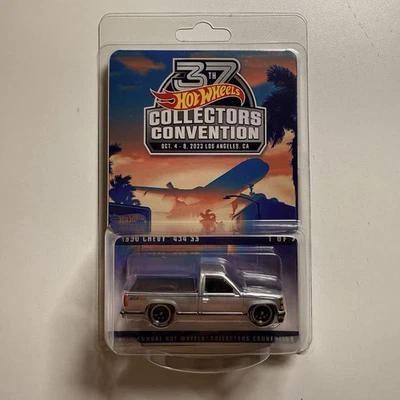 37TH
HOT WHEELS
COLLECTORS
CONVENTION
OCT. 4 - 8, 2023 LOS ANGELES, CA
1990 CHEVY 454 SS
1 OF
ANNUAL HOT WHEELS COLLECTORS CONVENTION